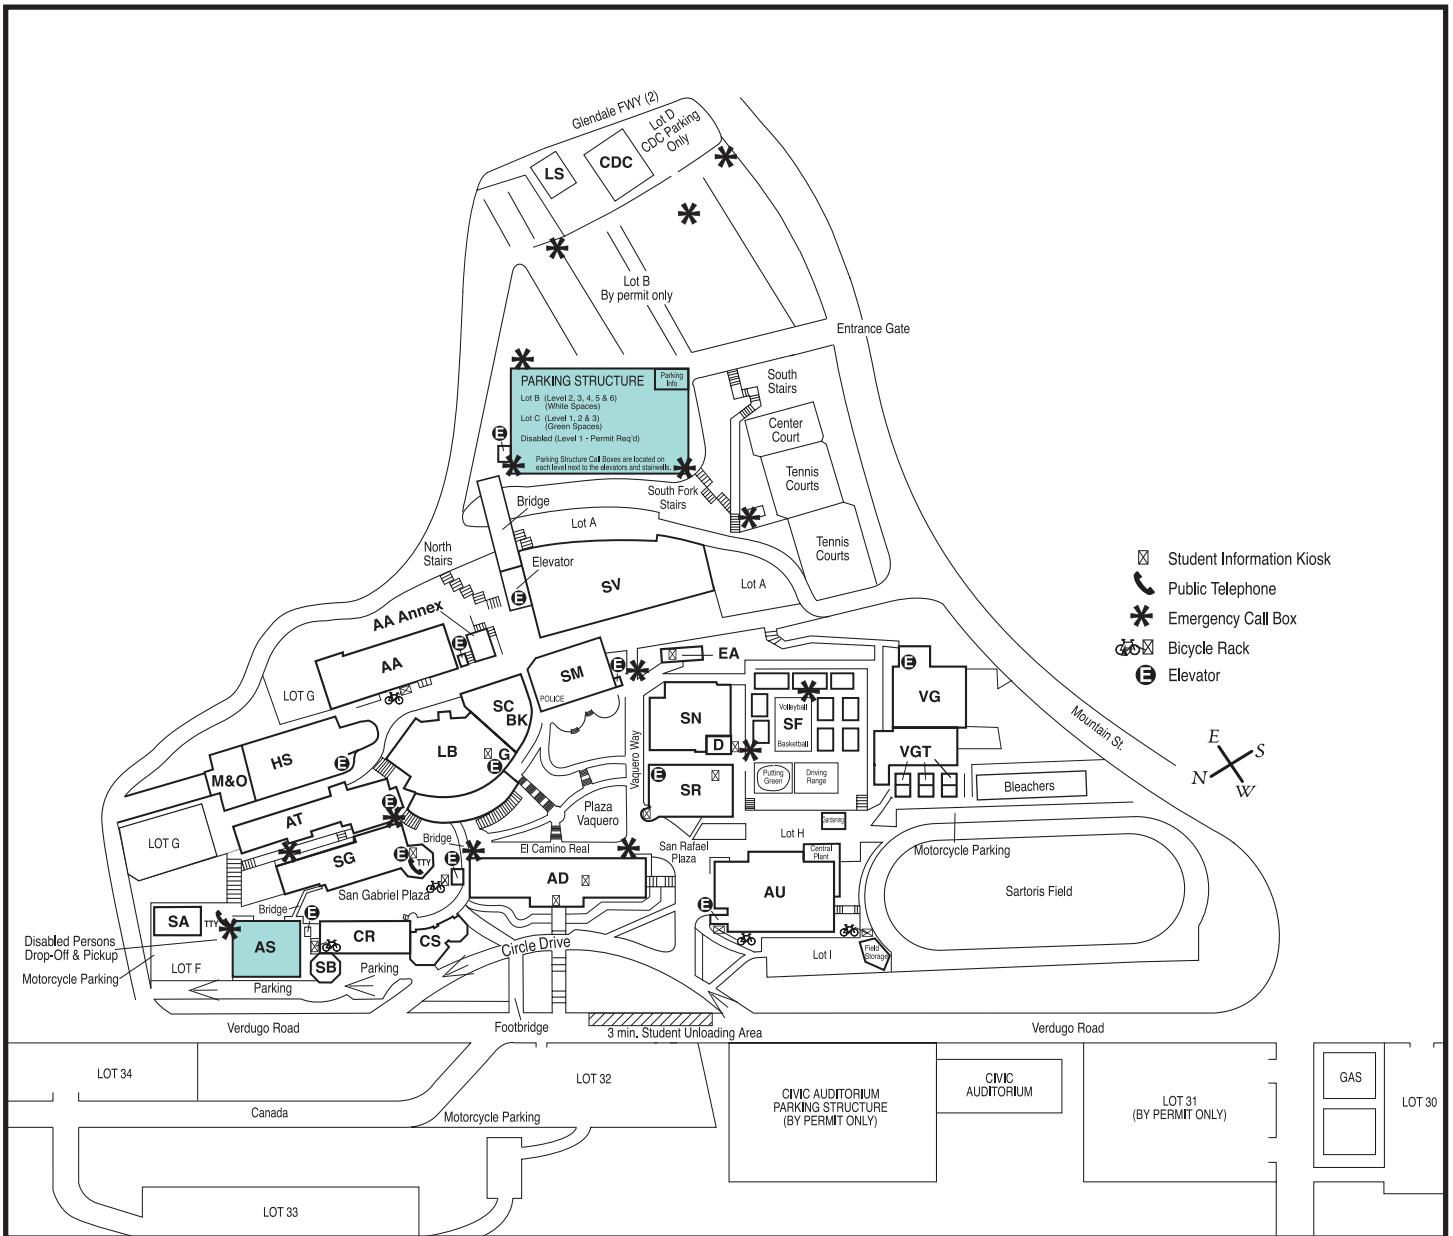 Glendale FWY (2)
Lot D
CDC Parking
Only
LS
CDC
Lot B
By permit only
Entrance Gate
PARKING STRUCTURE
Parking
Info
Lot B (Level 2, 3, 4, 5 & 6)
(White Spaces)
Lot C (Level 1, 2 & 3)
(Green Spaces)
Disabled (Level 1 - Permit Req'd)
Parking Structure Call Boxes are located on
each level next to the elevators and stairwells.
E
South
Stairs
Center
Court
Tennis
Courts
Tennis
Courts
South Fork
Stairs
Bridge
Lot A
North
Stairs
Elevator
E
SV
Lot A
Student Information Kiosk
Public Telephone
Emergency Call Box
Bicycle Rack
E
Elevator
AA Annex
AA
E
LOT G
SM
POLICE
E
EA
SC
BK
LB
G
E
SN
D
Vaquero Way
E
SR
Volleyball
SF
Basketball
Putting
Green
Driving
Range
E
VG
VGT
Bleachers
Mountain St.
E
S
N
W
HS
E
M&O
AT
E
LOT G
SG
E
TTY
Bridge
E
El Camino Real
Plaza
Vaquero
San Rafael
Plaza
Lot H
Gardening
Central
Plant
Motorcycle Parking
Sartoris Field
AD
AU
E
San Gabriel Plaza
Bridge
SA
TTY
E
AS
CR
CS
SB
Circle Drive
Disabled Persons
Drop-Off & Pickup
Motorcycle Parking
LOT F
Parking
Parking
Lot I
Field
Storage
Verdugo Road
Footbridge
3 min. Student Unloading Area
Verdugo Road
LOT 34
LOT 32
Canada
Motorcycle Parking
LOT 33
CIVIC AUDITORIUM
PARKING STRUCTURE
(BY PERMIT ONLY)
CIVIC
AUDITORIUM
LOT 31
(BY PERMIT ONLY)
GAS
LOT 30